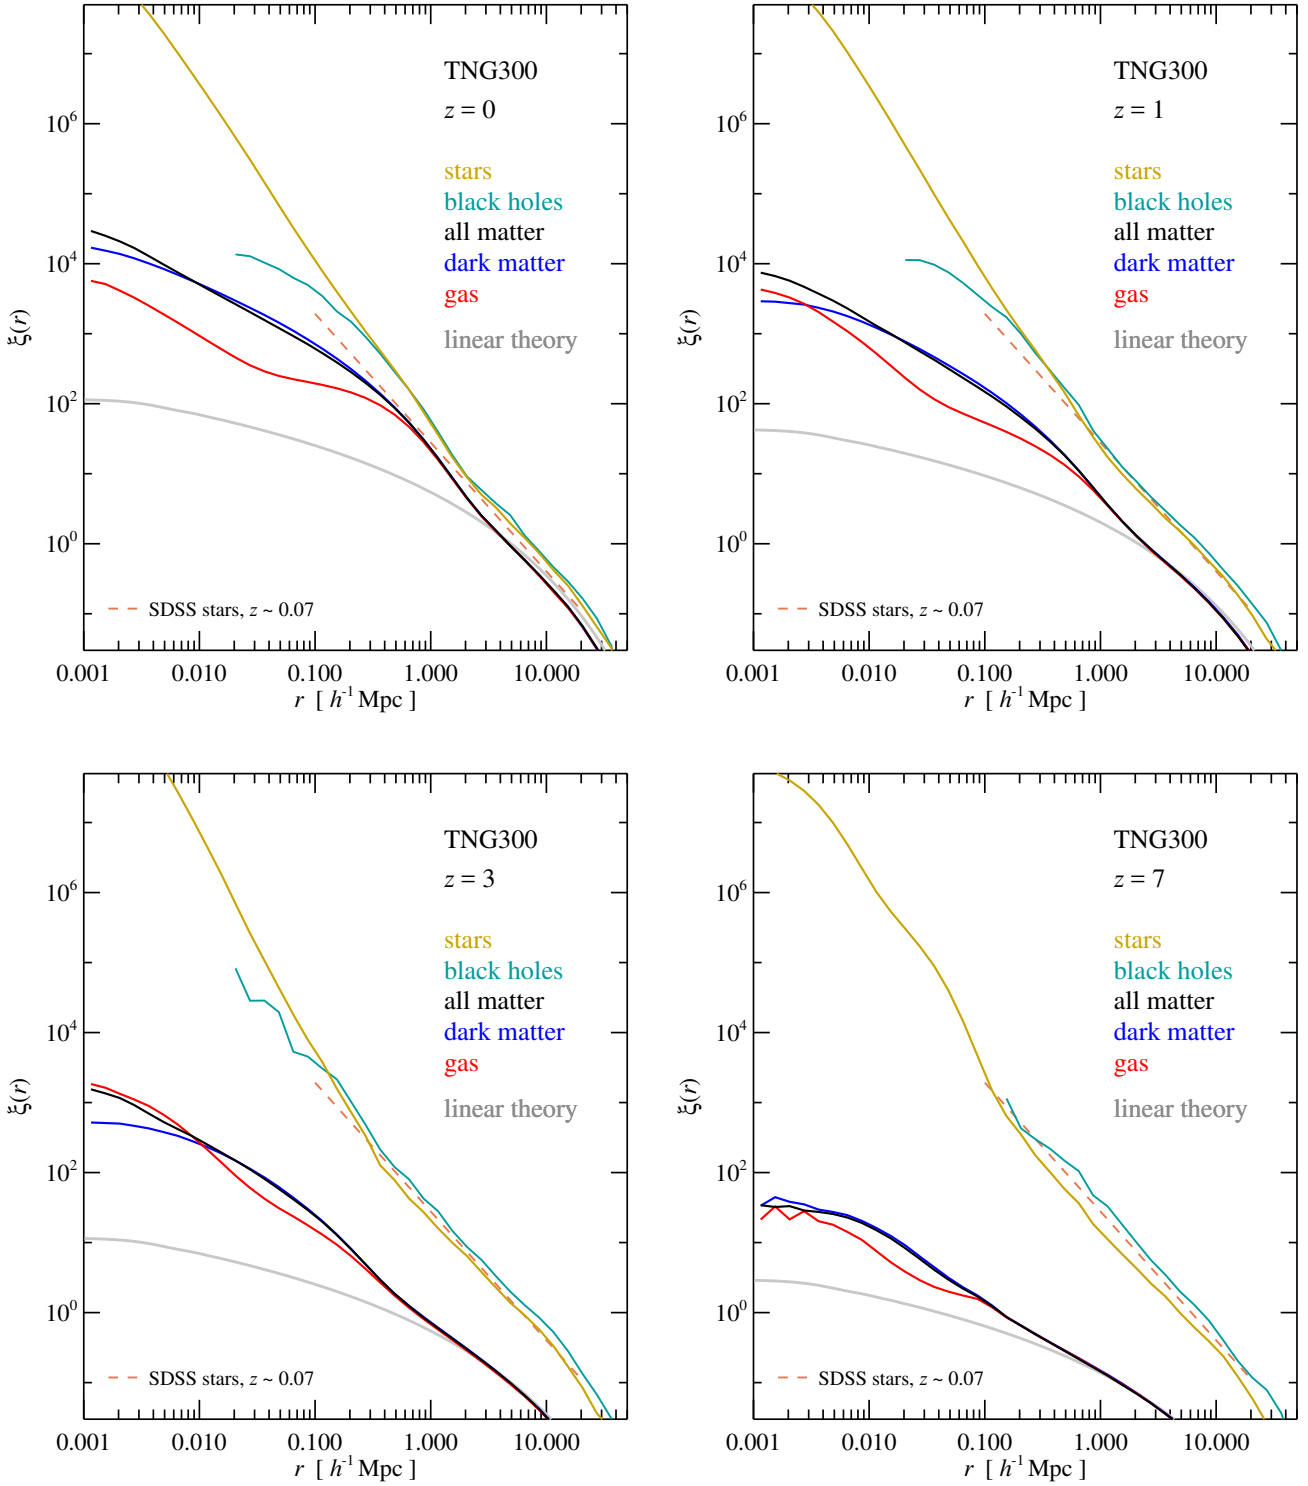 TNG300
z = 0
stars
black holes
all matter
dark matter
gas
linear theory
SDSS stars, z ~ 0.07
ξ(r)
10^6
10^4
10^2
10^0
0.001 0.010 0.100 1.000 10.000
r [ h^-1 Mpc ]
TNG300
z = 1
stars
black holes
all matter
dark matter
gas
linear theory
SDSS stars, z ~ 0.07
ξ(r)
10^6
10^4
10^2
10^0
0.001 0.010 0.100 1.000 10.000
r [ h^-1 Mpc ]
TNG300
z = 3
stars
black holes
all matter
dark matter
gas
linear theory
SDSS stars, z ~ 0.07
ξ(r)
10^6
10^4
10^2
10^0
0.001 0.010 0.100 1.000 10.000
r [ h^-1 Mpc ]
TNG300
z = 7
stars
black holes
all matter
dark matter
gas
linear theory
SDSS stars, z ~ 0.07
ξ(r)
10^6
10^4
10^2
10^0
0.001 0.010 0.100 1.000 10.000
r [ h^-1 Mpc ]